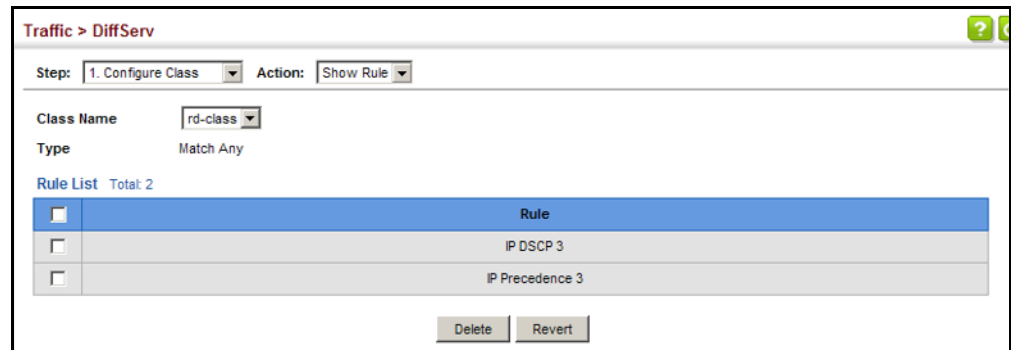 Traffic > DiffServ ?
Step: 1. Configure Class Action: Show Rule
Class Name rd-class
Type Match Any
Rule List Total: 2
Rule
IP DSCP 3
IP Precedence 3
Delete Revert